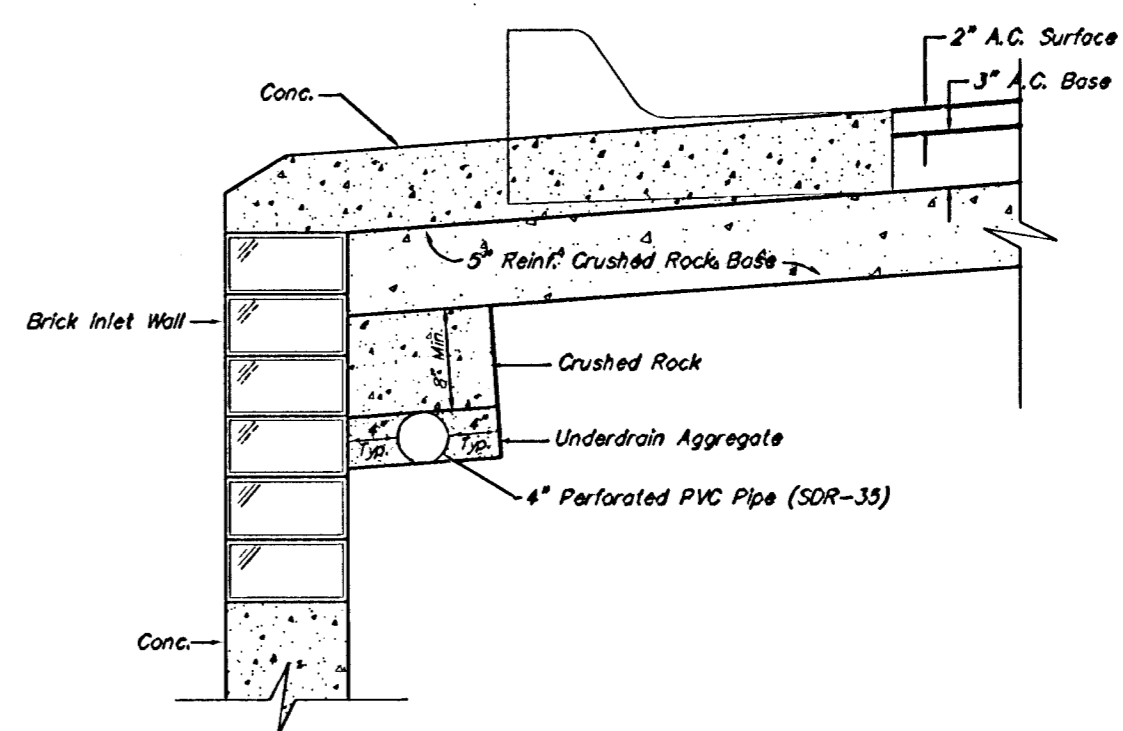 2" A.C. Surface
3" A.C. Base
Conc.
5" Reinf. Crushed Rock Base
Brick Inlet Wall
8" Min.
Crushed Rock
4"
4"
Typ.
Typ.
Underdrain Aggregate
4" Perforated PVC Pipe (SDR-35)
Conc.